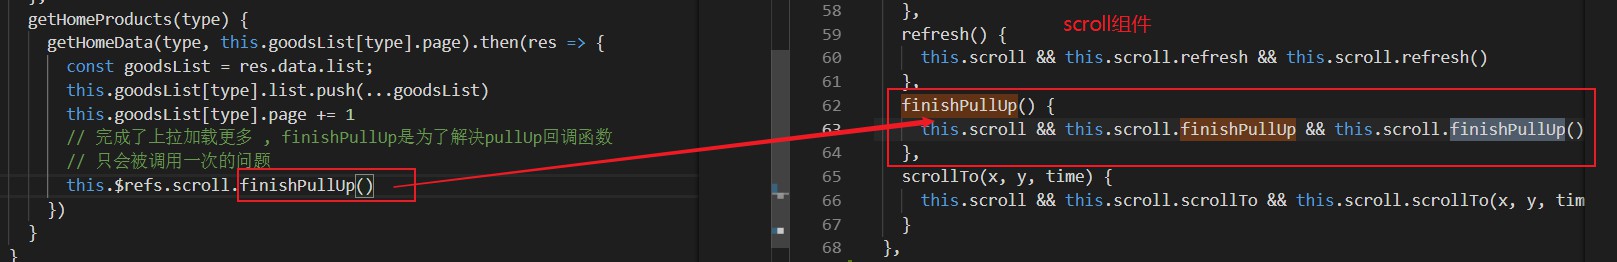 getHomeProducts(type) {
getHomeData(type, this.goodsList[type].page).then(res => {
const goodsList = res.data.list;
this.goodsList[type].list.push(...goodsList)
this.goodsList[type].page += 1
// 完成了上拉加载更多 , finishPullUp是为了解决pullUp回调函数
// 只会被调用一次的问题
this.$refs.scroll.finishPullUp()
})
}
}
scroll组件
58 },
59 refresh() {
60 this.scroll && this.scroll.refresh && this.scroll.refresh()
61 },
62 finishPullUp() {
63 this.scroll && this.scroll.finishPullUp && this.scroll.finishPullUp()
64 },
65 scrollTo(x, y, time) {
66 this.scroll && this.scroll.scrollTo && this.scroll.scrollTo(x, y, tim
67 }
68 },